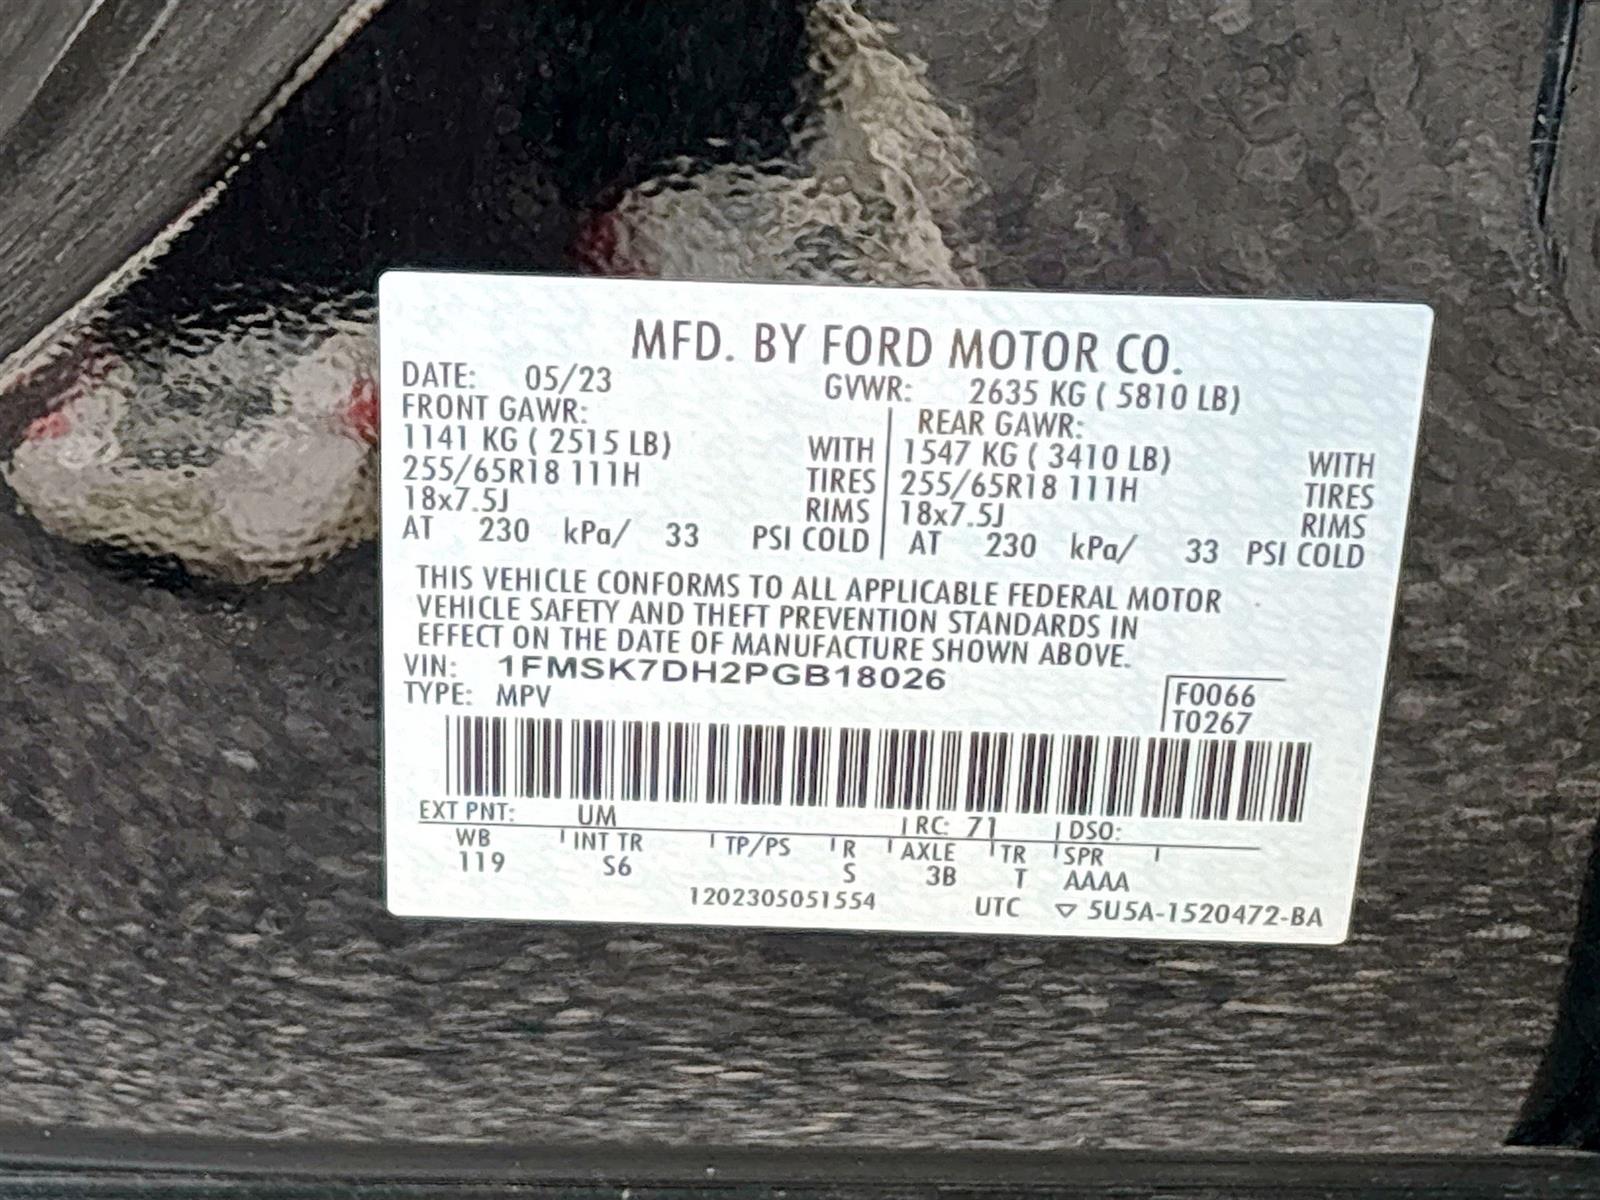 MFD. BY FORD MOTOR CO.
DATE: 05/23 GVWR: 2635 KG ( 5810 LB)
FRONT GAWR: REAR GAWR:
1141 KG ( 2515 LB) WITH 1547 KG ( 3410 LB) WITH
255/65R18 111H TIRES 255/65R18 111H TIRES
18x7.5J RIMS 18x7.5J RIMS
AT 230 kPa/ 33 PSI COLD AT 230 kPa/ 33 PSI COLD
THIS VEHICLE CONFORMS TO ALL APPLICABLE FEDERAL MOTOR
VEHICLE SAFETY AND THEFT PREVENTION STANDARDS IN
EFFECT ON THE DATE OF MANUFACTURE SHOWN ABOVE.
VIN: 1FMSK7DH2PGB18026
TYPE: MPV
F0066
T0267
EXT PNT: UM RC: 71 DSO:
WB INT TR TP/PS R AXLE TR SPR
119 S6 S 3B T AAAA
1202305051554 UTC ▽ 5U5A-1520472-BA